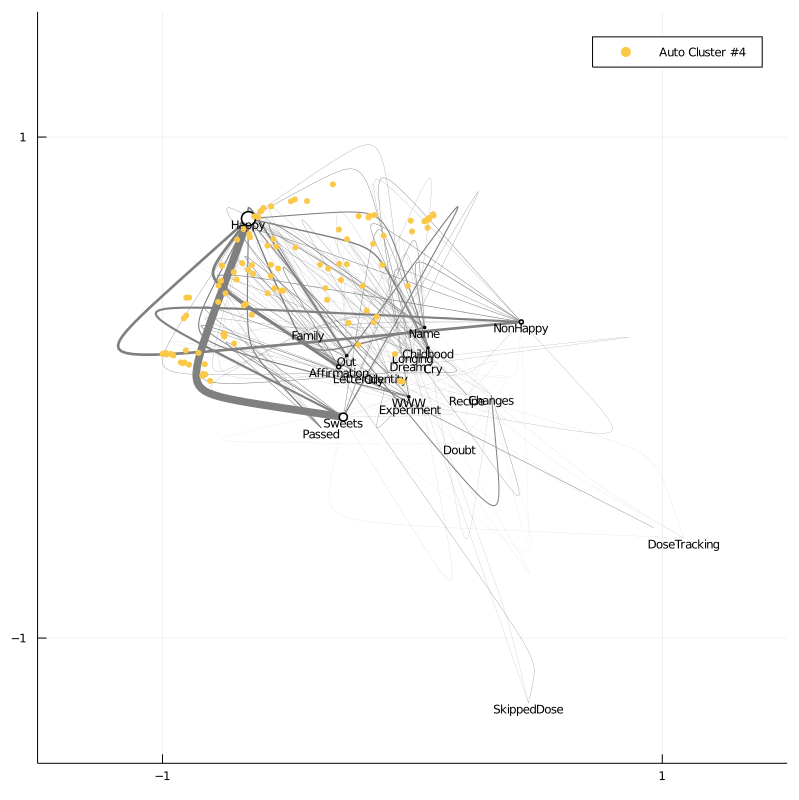 Auto Cluster #4
1
Happy
NonHappy
Name
Family
Childhood
Longing
Out
Dream
Cry
Affirmation
Identity
Recipe
Changes
WWW
Experiment
Sweets
Passed
Doubt
DoseTracking
−1
SkippedDose
−1
1